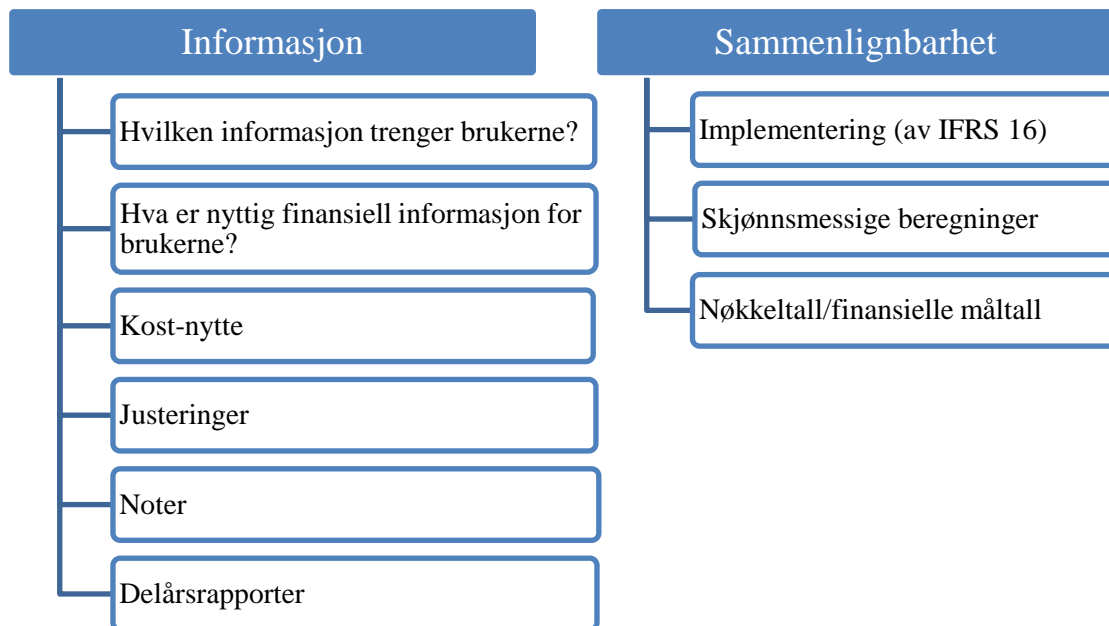 Informasjon
Hvilken informasjon trenger brukerne?
Hva er nyttig finansiell informasjon for
brukerne?
Kost-nytte
Justeringer
Noter
Delårsrapporter
Sammenlignbarhet
Implementering (av IFRS 16)
Skjønnsmessige beregninger
Nøkkeltall/finansielle måltall